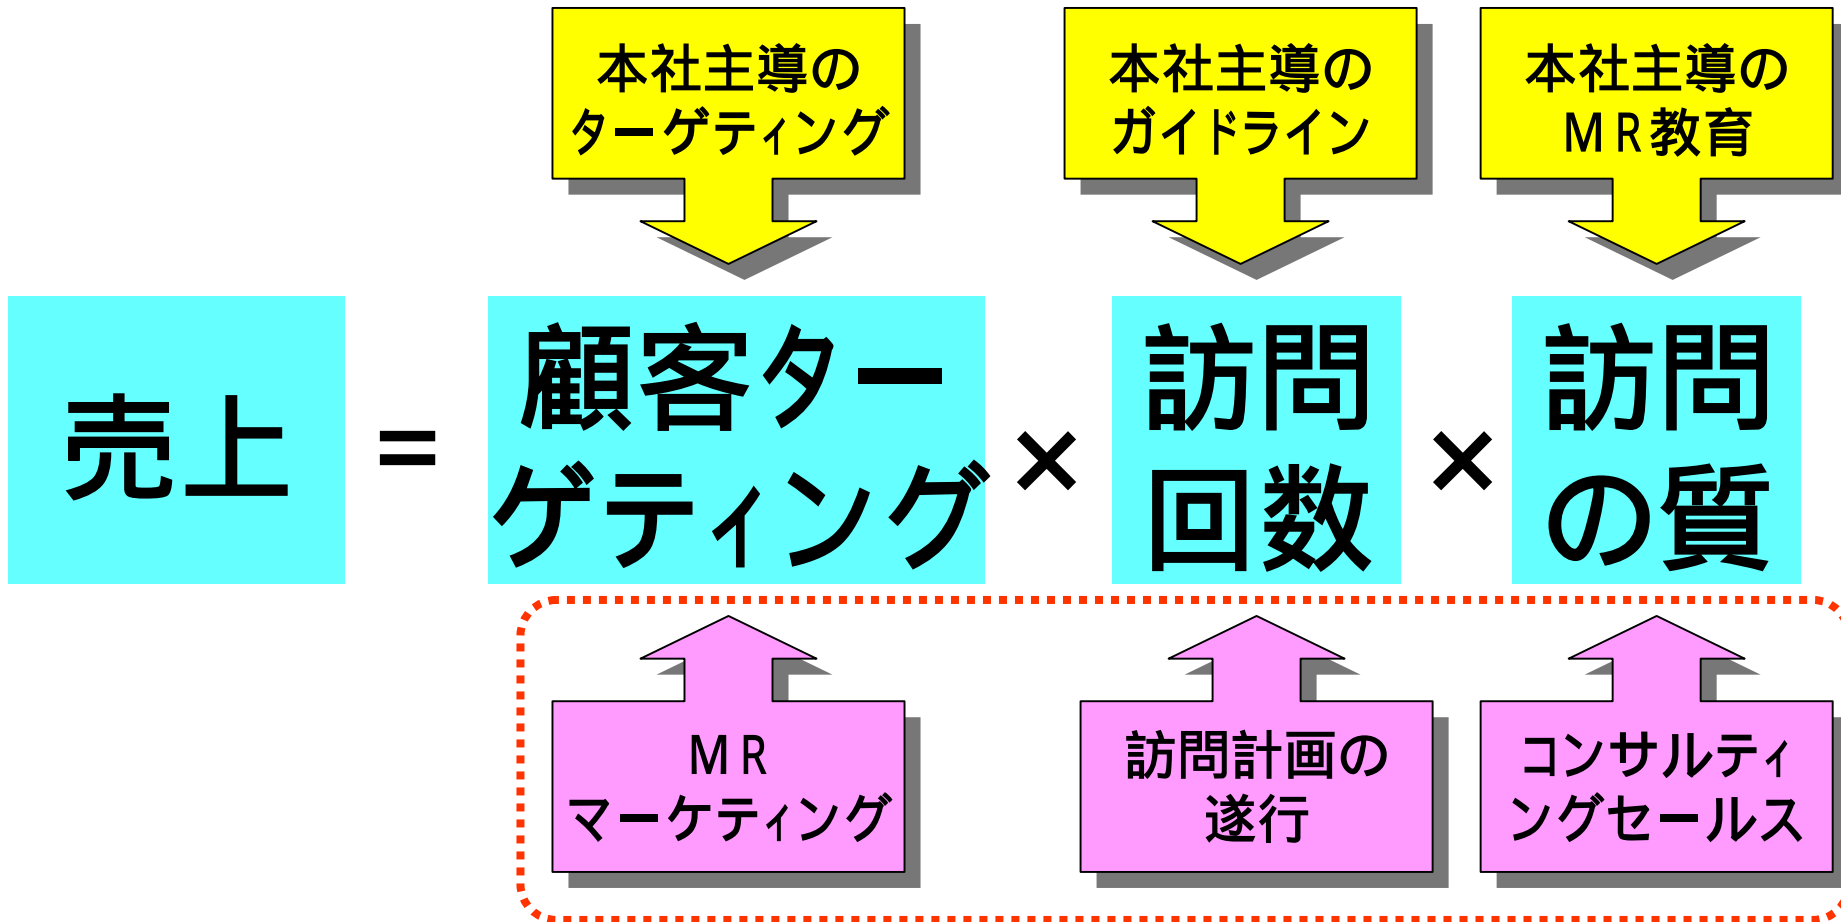 本社主導の
ターゲティング
本社主導の
ガイドライン
本社主導の
ＭＲ教育
売上
＝
顧客ター
ゲティング
×
訪問
回数
×
訪問
の質
ＭＲ
マーケティング
訪問計画の
遂行
コンサルティ
ングセールス